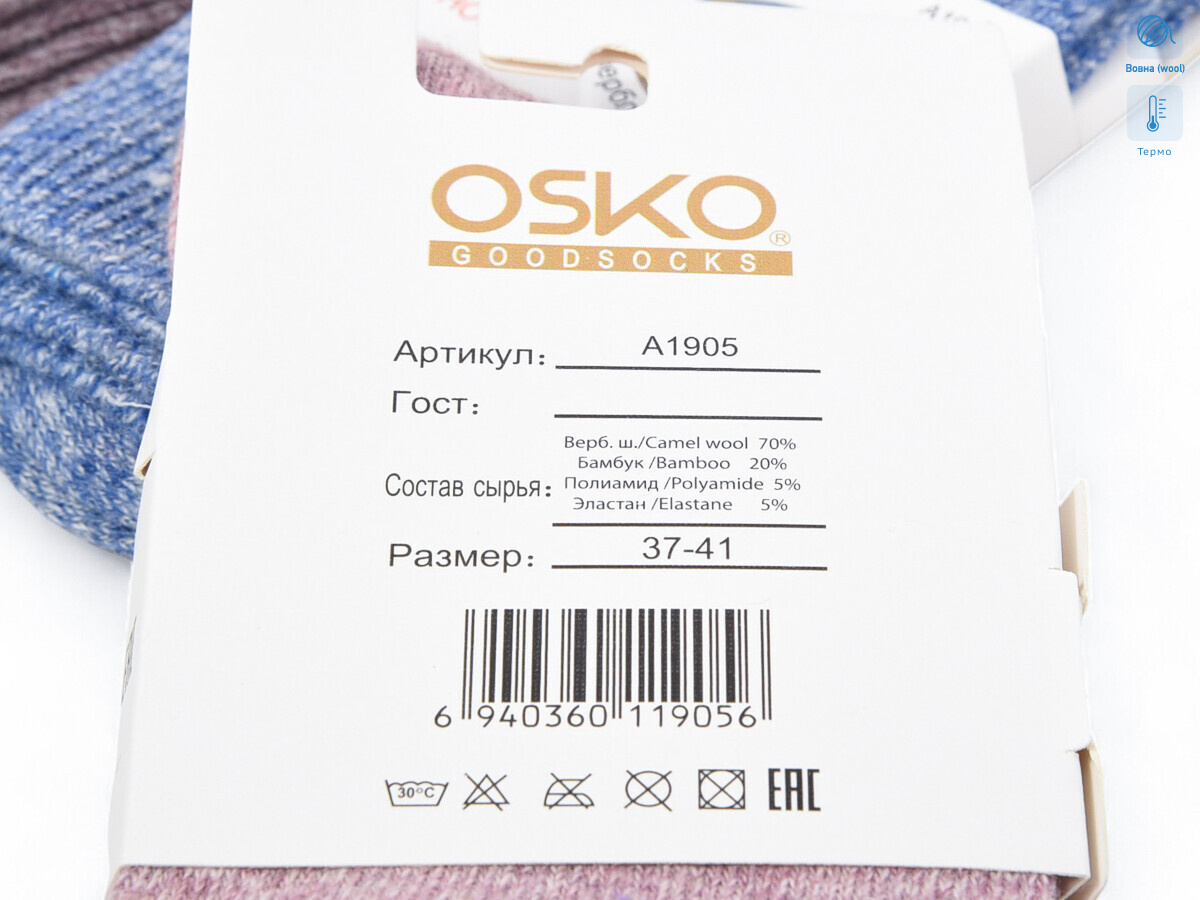 Вовна (wool)
Термо
OSKO®
GOODSOCKS
Артикул: A1905
Гост:
Состав сырья:
Верб. ш./Camel wool 70%
Бамбук /Bamboo 20%
Полиамид /Polyamide 5%
Эластан /Elastane 5%
Размер: 37-41
6 940360 119056
30°C
EAC